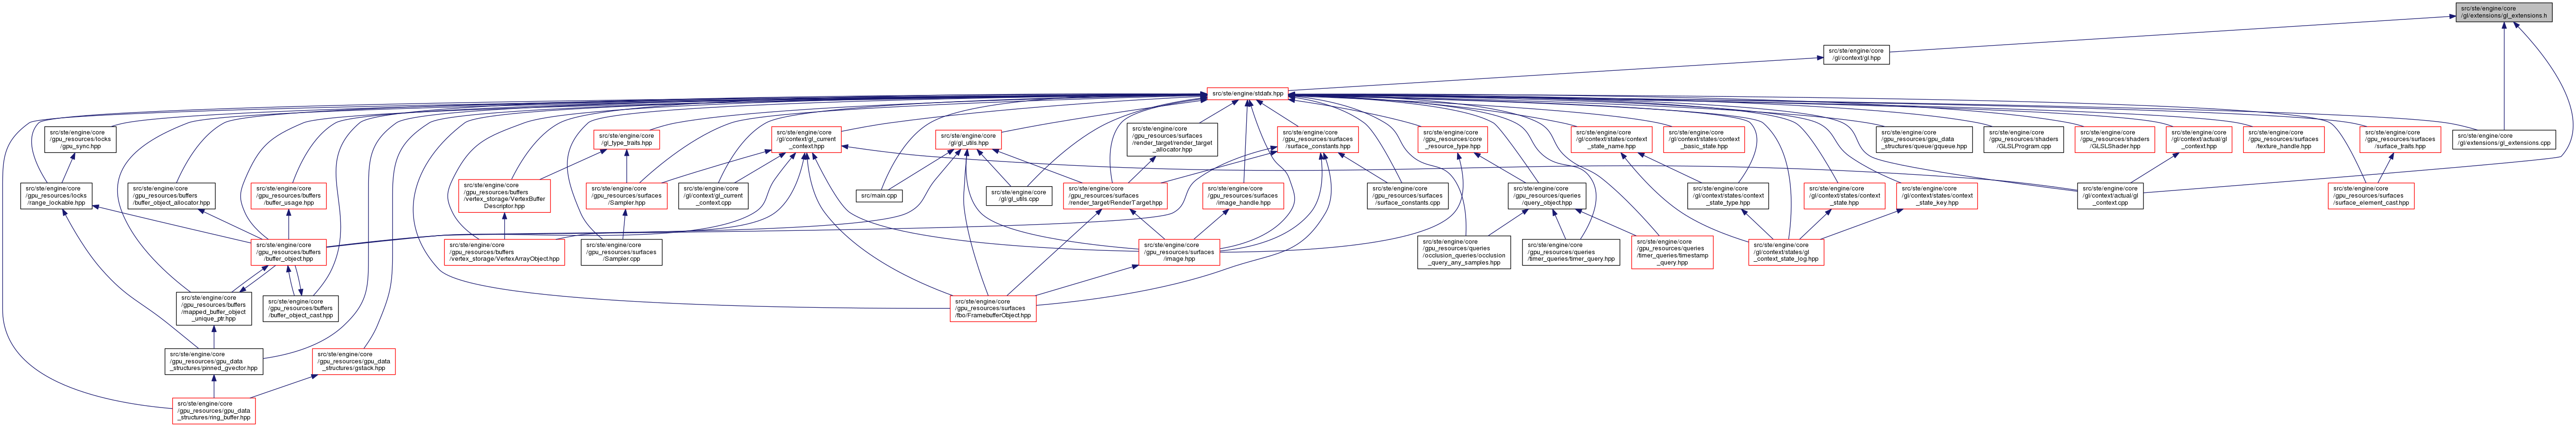 src/ste/engine/core
/gl/extensions/gl_extensions.h
src/ste/engine/core
/gl/context/gl.hpp
src/ste/engine/stdafx.hpp
src/ste/engine/core
/gpu_resources/locks
/gpu_sync.hpp
src/ste/engine/core
/gl_type_traits.hpp
src/ste/engine/core
/gl/context/gl_current
_context.hpp
src/ste/engine/core
/gl/gl_utils.hpp
src/ste/engine/core
/gpu_resources/surfaces
/render_target/render_target
_allocator.hpp
src/ste/engine/core
/gpu_resources/surfaces
/surface_constants.hpp
src/ste/engine/core
/gpu_resources/core
_resource_type.hpp
src/ste/engine/core
/gl/context/states/context
_state_name.hpp
src/ste/engine/core
/gl/context/states/context
_basic_state.hpp
src/ste/engine/core
/gpu_resources/gpu_data
_structures/queue/gqueue.hpp
src/ste/engine/core
/gpu_resources/shaders
/GLSLProgram.cpp
src/ste/engine/core
/gpu_resources/shaders
/GLSLShader.hpp
src/ste/engine/core
/gl/context/actual/gl
_context.hpp
src/ste/engine/core
/gpu_resources/surfaces
/texture_handle.hpp
src/ste/engine/core
/gpu_resources/surfaces
/surface_traits.hpp
src/ste/engine/core
/gl/extensions/gl_extensions.cpp
src/ste/engine/core
/gpu_resources/locks
/range_lockable.hpp
src/ste/engine/core
/gpu_resources/buffers
/buffer_object_allocator.hpp
src/ste/engine/core
/gpu_resources/buffers
/buffer_usage.hpp
src/ste/engine/core
/gpu_resources/buffers
/vertex_storage/VertexBuffer
Descriptor.hpp
src/ste/engine/core
/gpu_resources/surfaces
/Sampler.hpp
src/ste/engine/core
/gl/context/gl_current
_context.cpp
src/main.cpp
src/ste/engine/core
/gl/gl_utils.cpp
src/ste/engine/core
/gpu_resources/surfaces
/render_target/RenderTarget.hpp
src/ste/engine/core
/gpu_resources/surfaces
/image_handle.hpp
src/ste/engine/core
/gpu_resources/surfaces
/surface_constants.cpp
src/ste/engine/core
/gpu_resources/queries
/query_object.hpp
src/ste/engine/core
/gl/context/states/context
_state_type.hpp
src/ste/engine/core
/gl/context/states/context
_state.hpp
src/ste/engine/core
/gl/context/states/context
_state_key.hpp
src/ste/engine/core
/gl/context/actual/gl
_context.cpp
src/ste/engine/core
/gpu_resources/surfaces
/surface_element_cast.hpp
src/ste/engine/core
/gpu_resources/buffers
/buffer_object.hpp
src/ste/engine/core
/gpu_resources/buffers
/vertex_storage/VertexArrayObject.hpp
src/ste/engine/core
/gpu_resources/surfaces
/Sampler.cpp
src/ste/engine/core
/gpu_resources/surfaces
/image.hpp
src/ste/engine/core
/gpu_resources/queries
/occlusion_queries/occlusion
_query_any_samples.hpp
src/ste/engine/core
/gpu_resources/queries
/timer_queries/timer_query.hpp
src/ste/engine/core
/gpu_resources/queries
/timer_queries/timestamp
_query.hpp
src/ste/engine/core
/gl/context/states/gl
_context_state_log.hpp
src/ste/engine/core
/gpu_resources/buffers
/mapped_buffer_object
_unique_ptr.hpp
src/ste/engine/core
/gpu_resources/buffers
/buffer_object_cast.hpp
src/ste/engine/core
/gpu_resources/surfaces
/fbo/FramebufferObject.hpp
src/ste/engine/core
/gpu_resources/gpu_data
_structures/pinned_gvector.hpp
src/ste/engine/core
/gpu_resources/gpu_data
_structures/gstack.hpp
src/ste/engine/core
/gpu_resources/gpu_data
_structures/ring_buffer.hpp